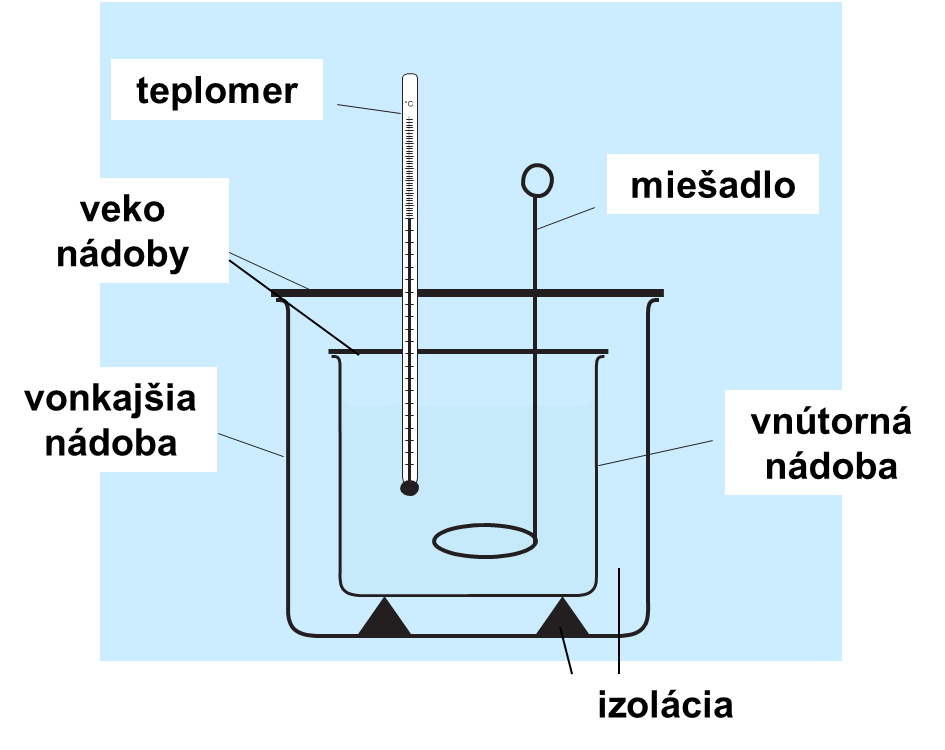 teplomer
°C
miešadlo
veko
nádoby
vonkajšia
nádoba
vnútorná
nádoba
izolácia